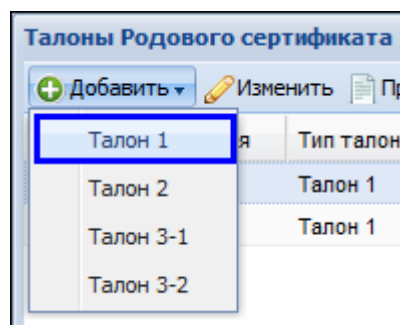 Талоны Родового сертификата
Добавить Изменить
Талон 1 я Тип талон
Талон 2 Талон 1
Талон 3-1 Талон 1
Талон 3-2